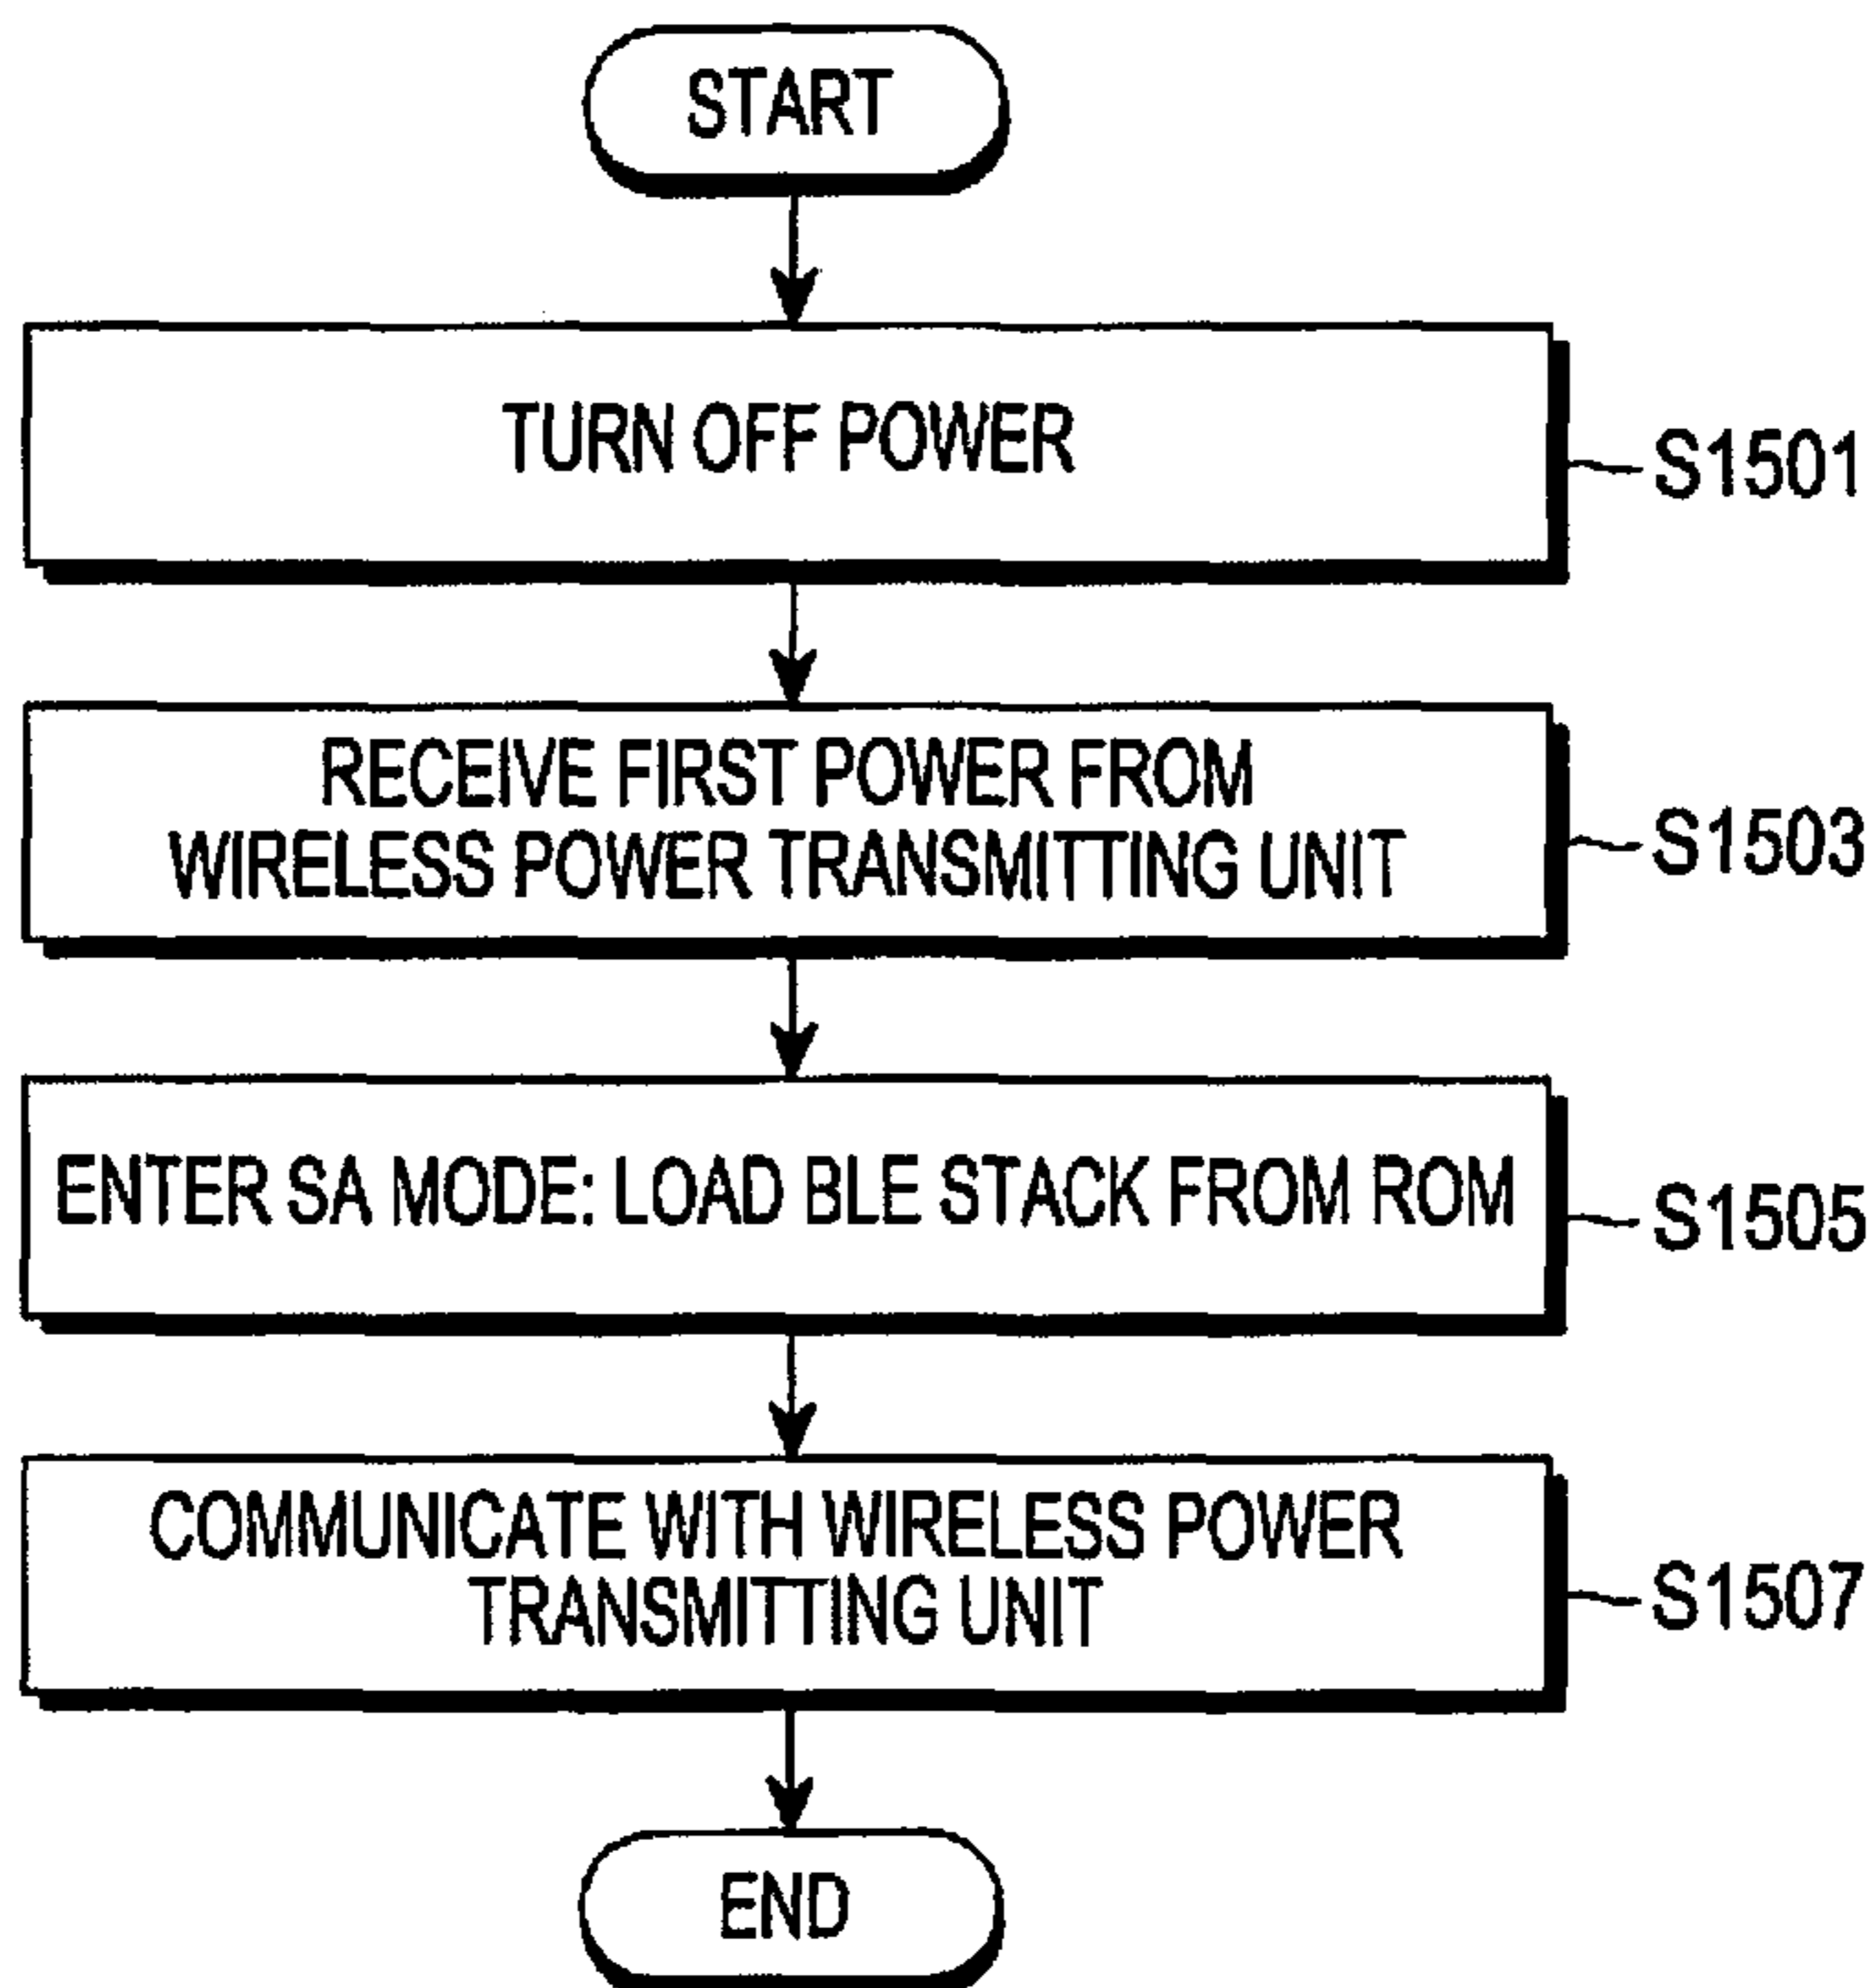 START
TURN OFF POWER
S1501
RECEIVE FIRST POWER FROM
WIRELESS POWER TRANSMITTING UNIT
S1503
ENTER SA MODE: LOAD BLE STACK FROM ROM
S1505
COMMUNICATE WITH WIRELESS POWER
TRANSMITTING UNIT
S1507
END